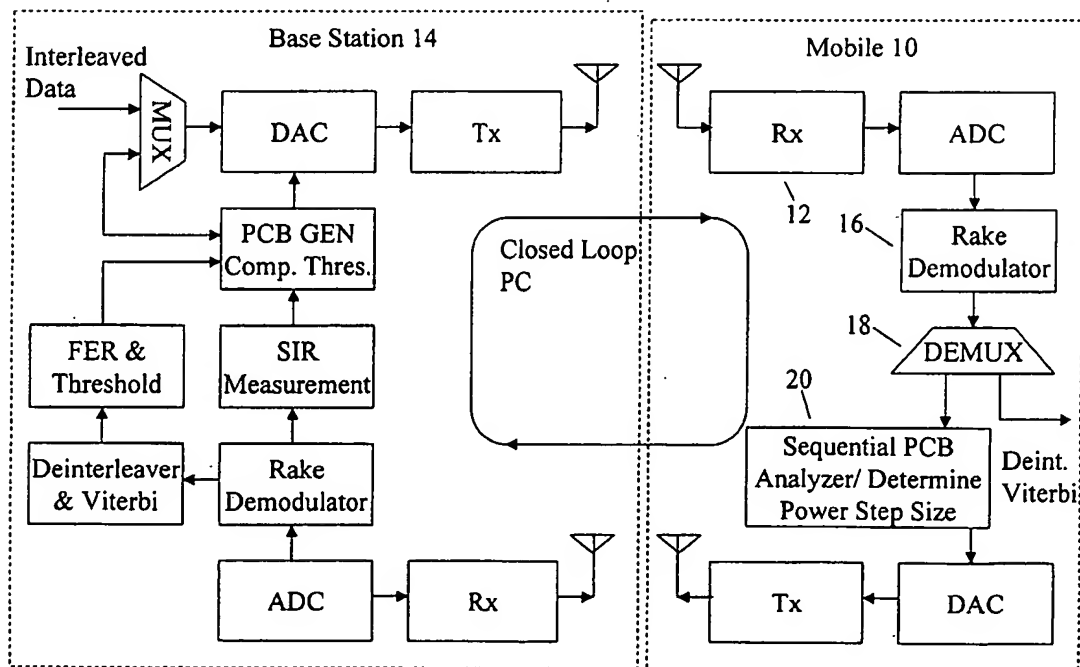 Base Station 14
Interleaved
Data
MUX
DAC
Tx
PCB GEN
Comp. Thres.
FER &
Threshold
SIR
Measurement
Deinterleaver
& Viterbi
Rake
Demodulator
ADC
Rx
Closed Loop
PC
Mobile 10
Rx
ADC
12
16
Rake
Demodulator
18
DEMUX
20
Sequential PCB
Analyzer/ Determine
Power Step Size
Deint.
Viterbi
Tx
DAC